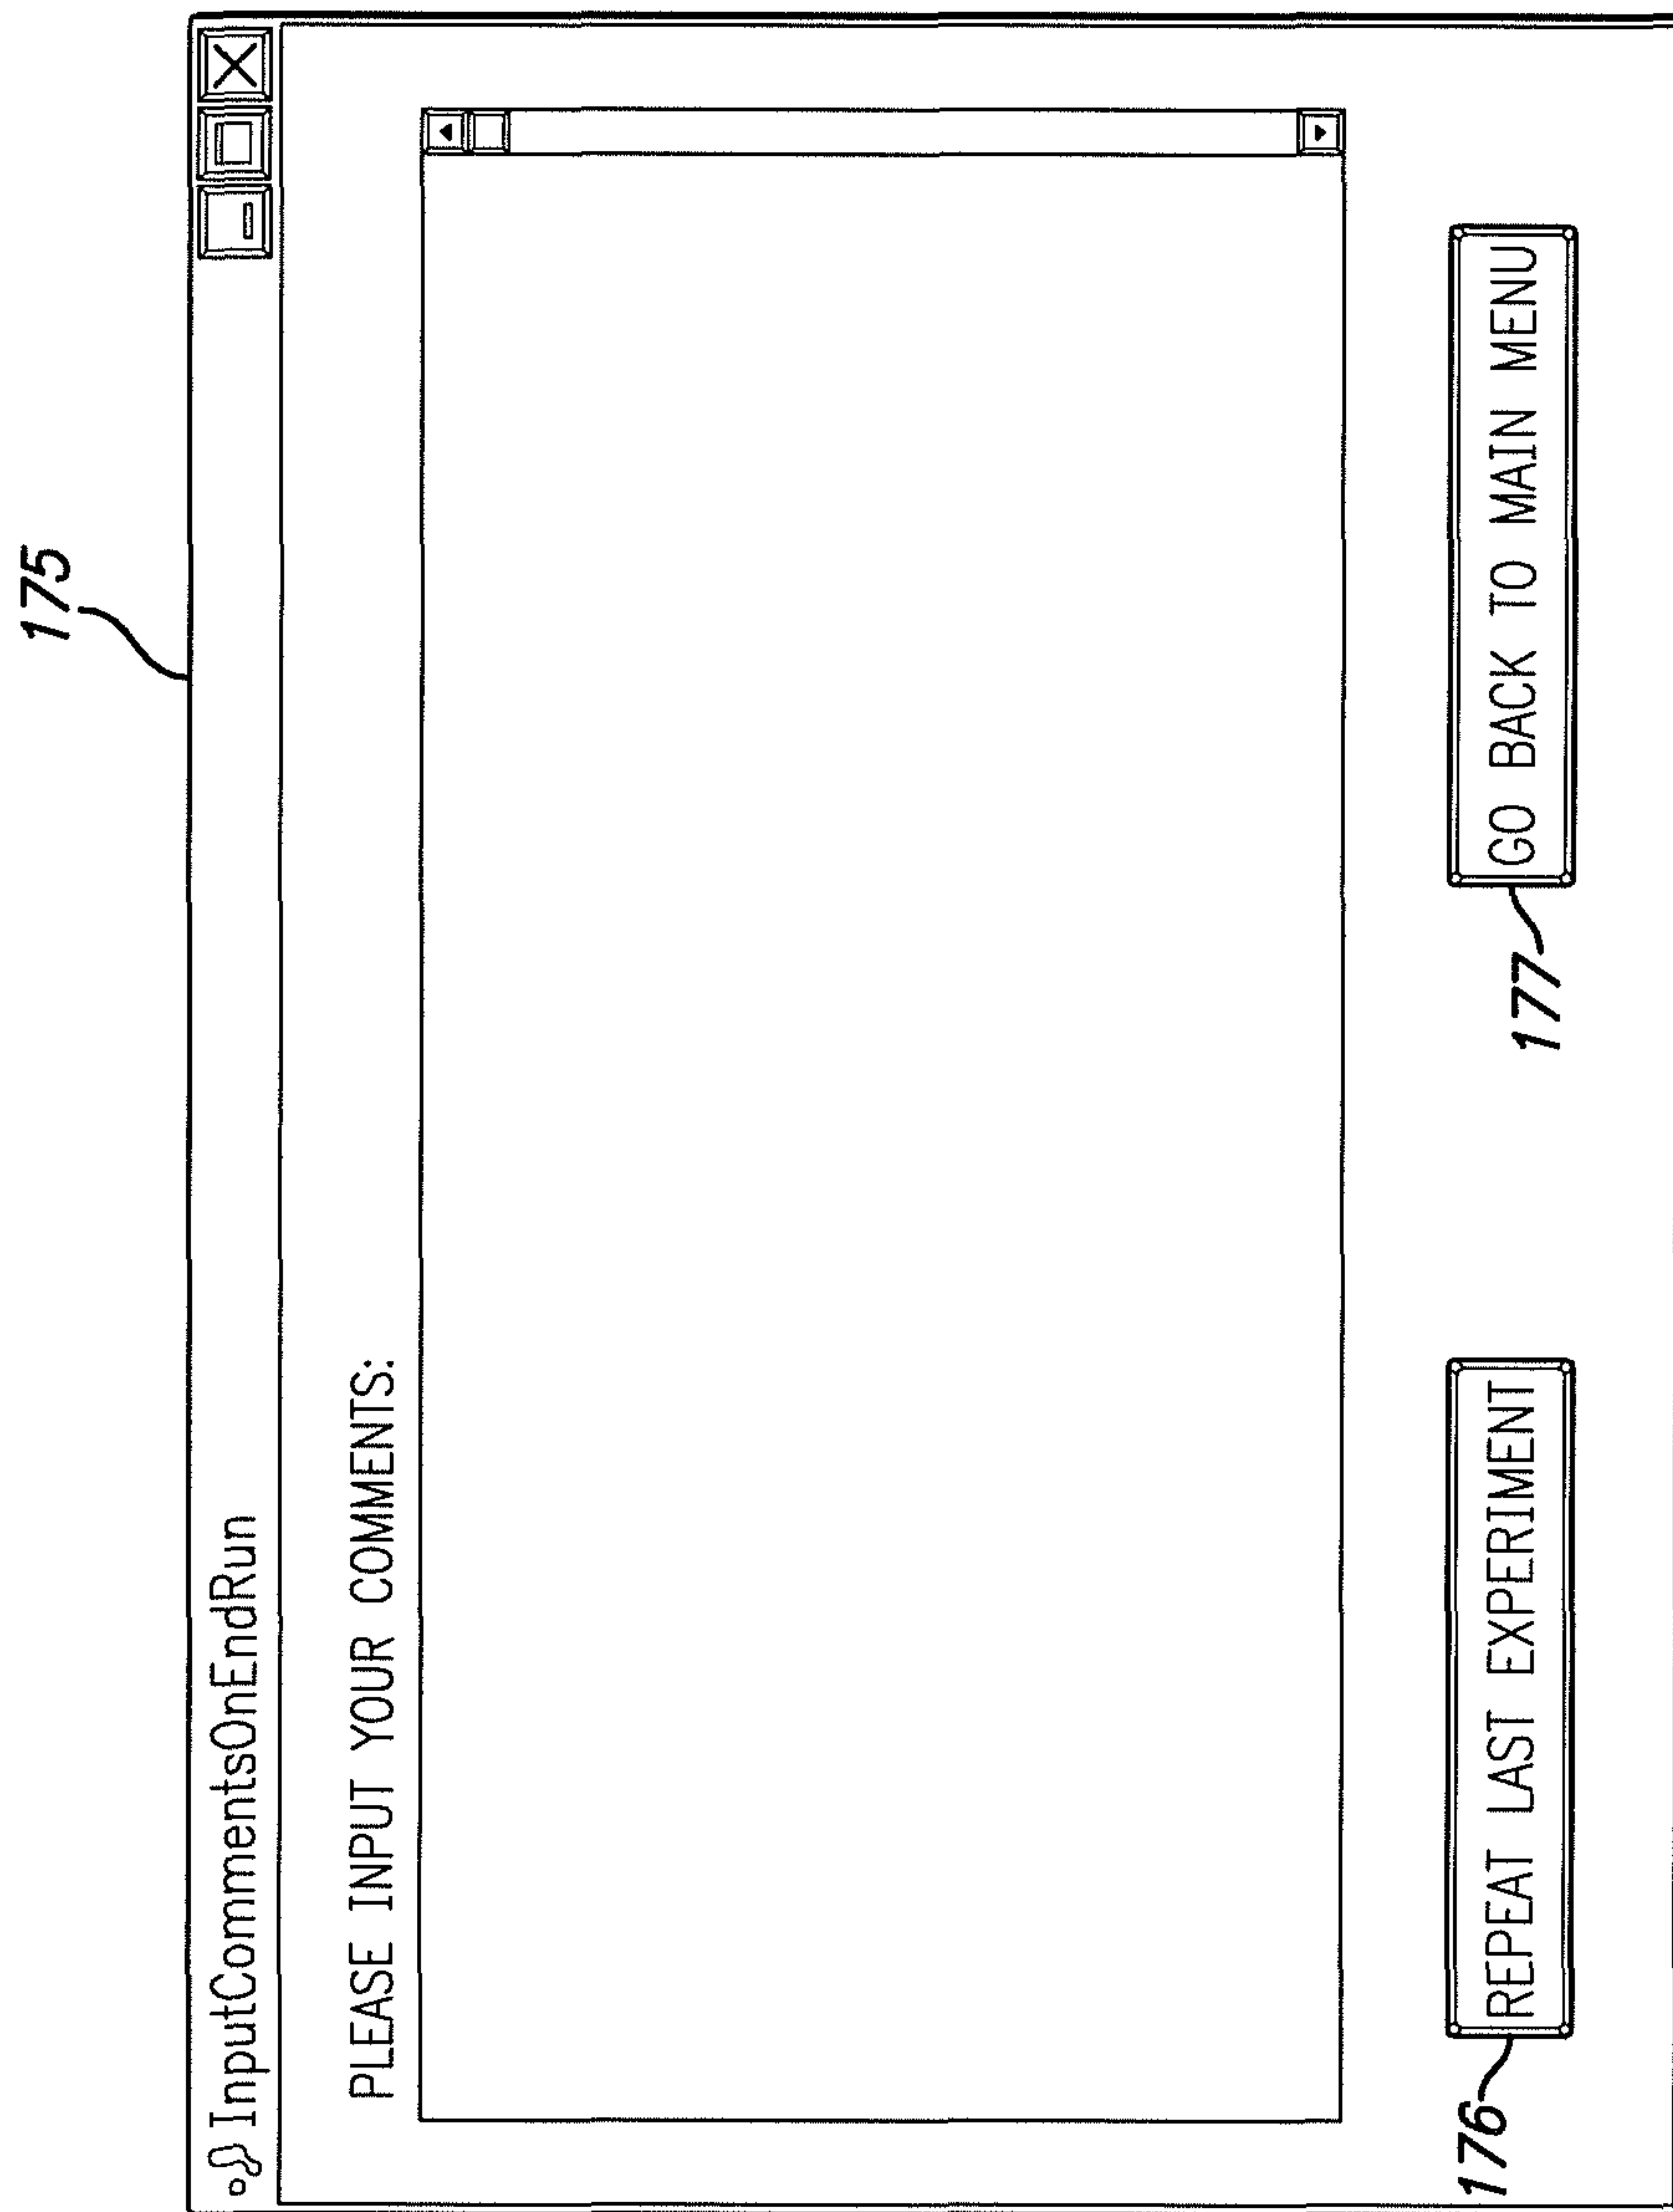 175
InputCommentsOnEndRun
PLEASE INPUT YOUR COMMENTS:
176 REPEAT LAST EXPERIMENT
177 GO BACK TO MAIN MENU